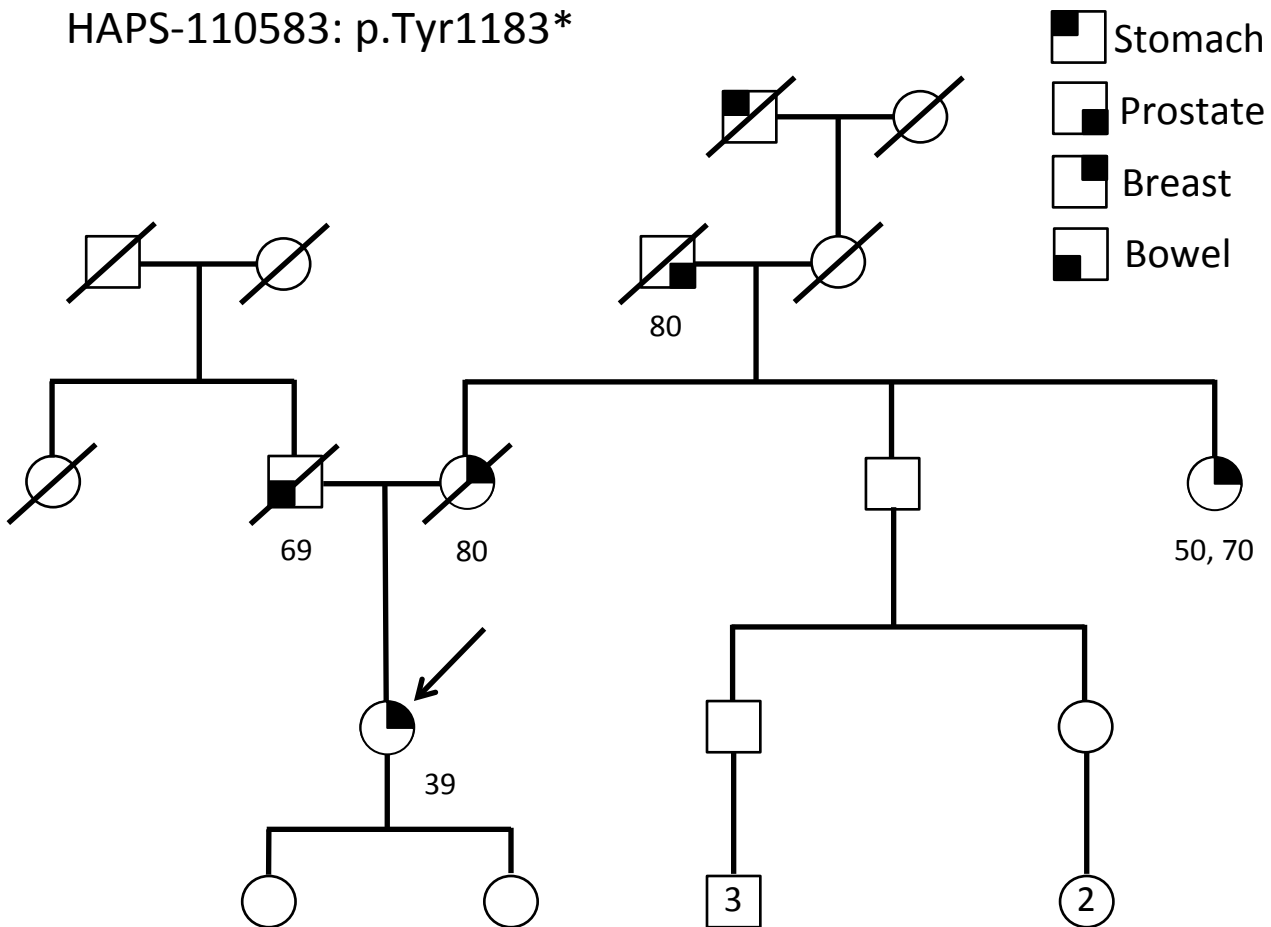 HAPS-110583: p.Tyr1183*
Stomach
Prostate
Breast
Bowel
80
69
80
50, 70
39
3
2